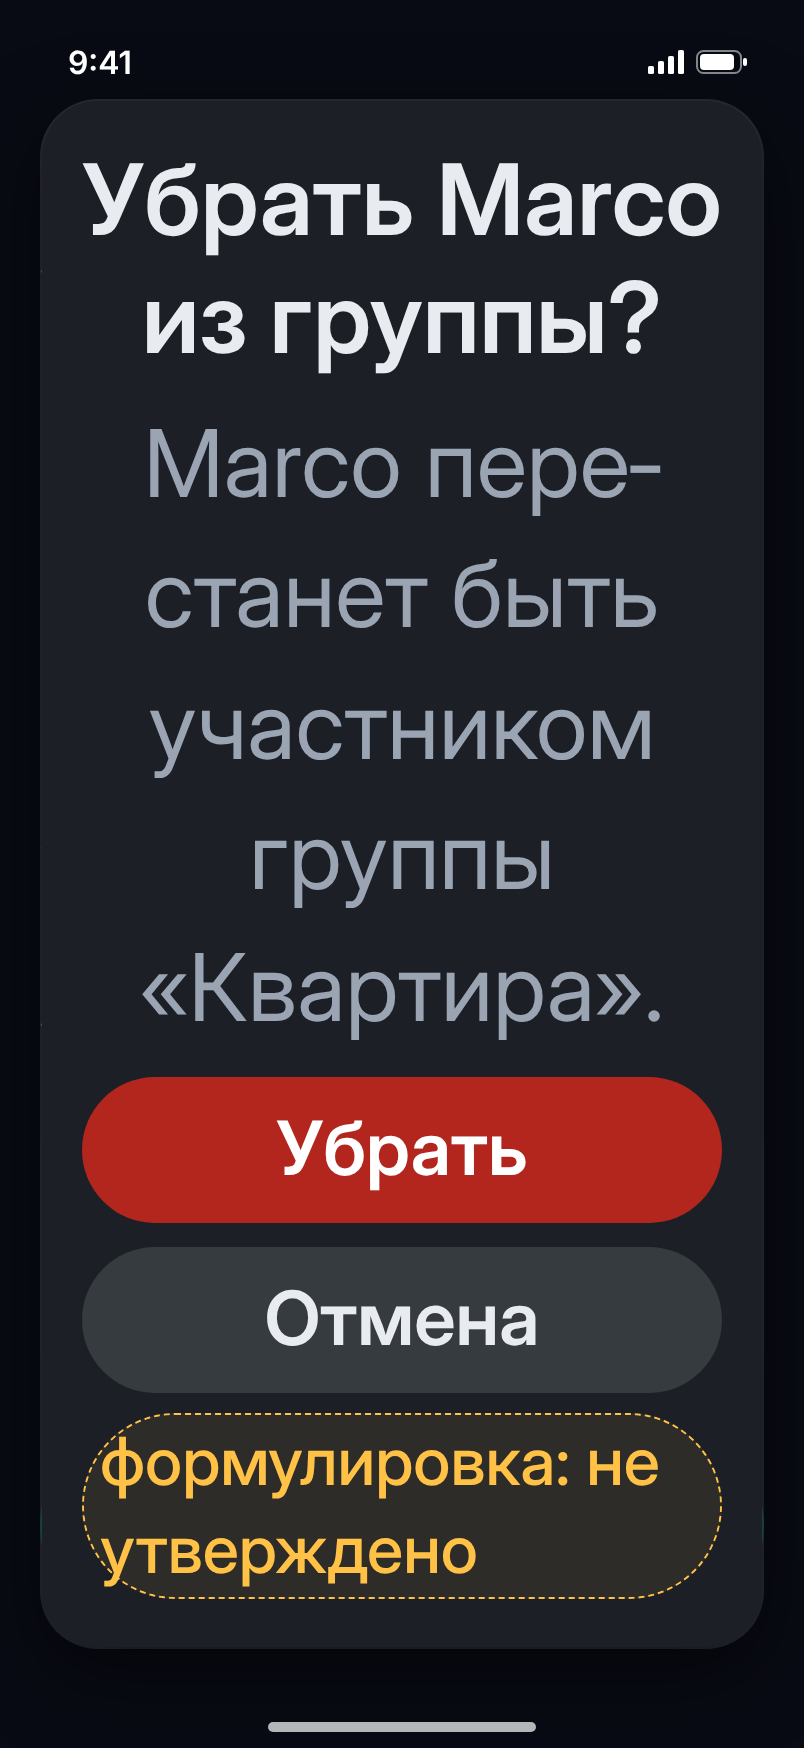 9:41
Убрать Marco
из группы?
Marco пере-
станет быть
участником
группы
«Квартира».
Убрать
Отмена
формулировка: не
утверждено